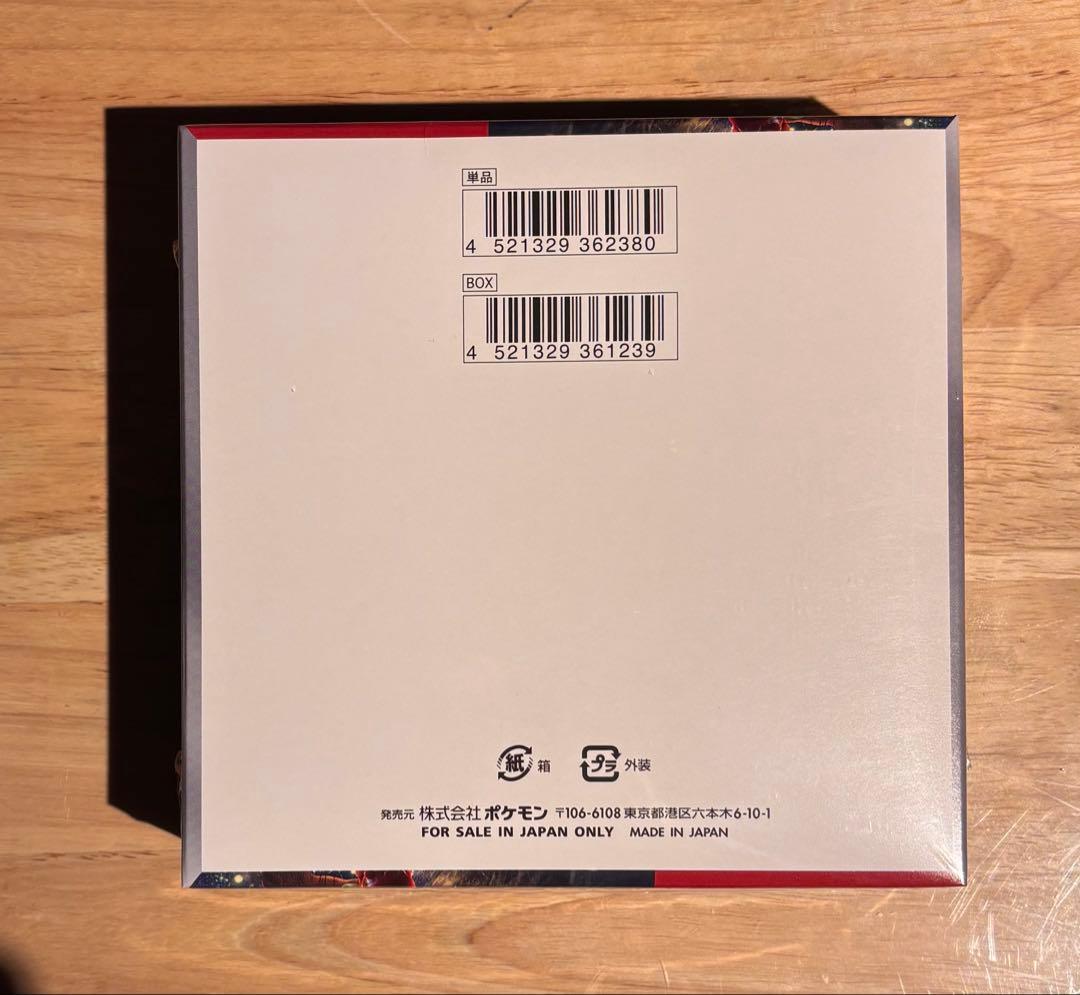 単品
4 521329 362380
BOX
4 521329 361239
紙 箱 プラ 外装
発売元 株式会社 ポケモン 〒106-6108 東京都港区六本木6-10-1
FOR SALE IN JAPAN ONLY MADE IN JAPAN